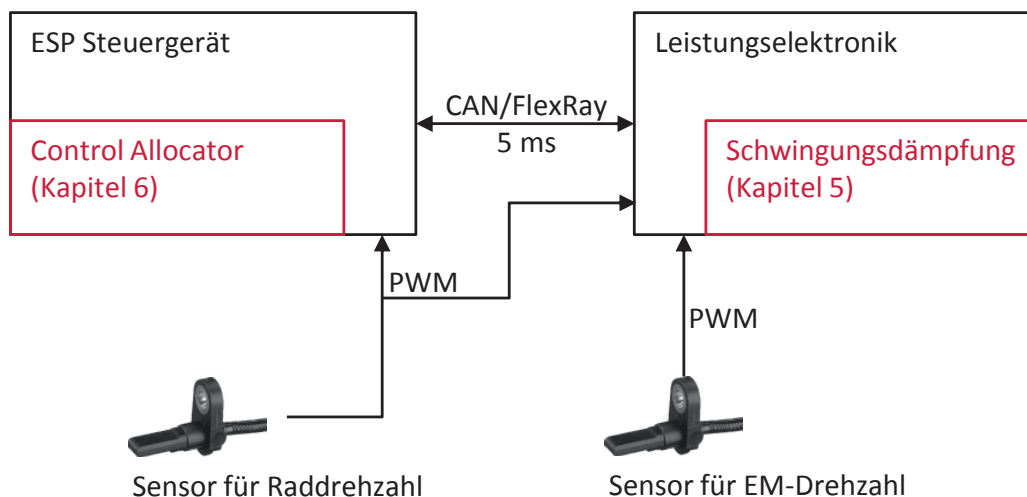 ESP Steuergerät
Leistungselektronik
CAN/FlexRay
5 ms
Control Allocator
(Kapitel 6)
Schwingungsdämpfung
(Kapitel 5)
PWM
PWM
Sensor für Raddrehzahl
Sensor für EM-Drehzahl